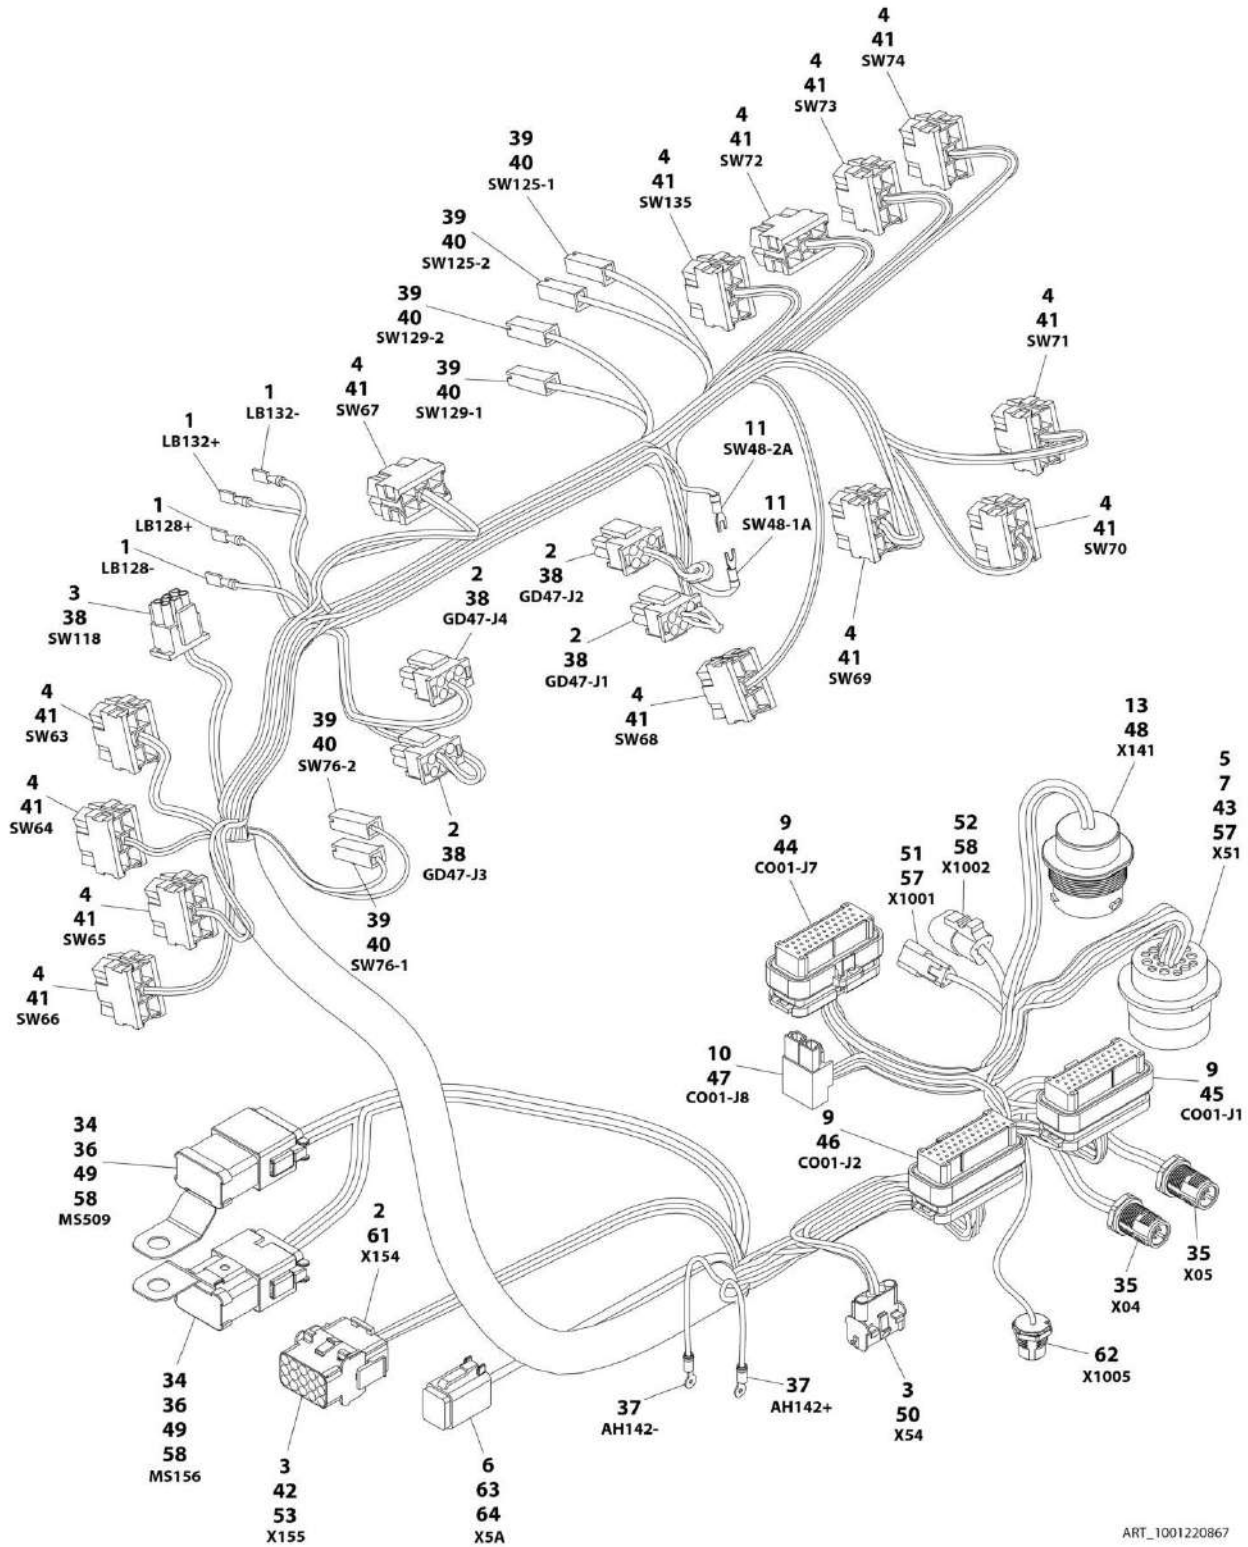 4
41
SW74
4
41
SW73
4
41
SW72
4
41
SW135
39
40
SW125-1
39
40
SW125-2
39
40
SW129-2
39
40
SW129-1
4
41
SW67
1
LB132-
1
LB132+
1
LB128+
1
LB128-
3
38
SW118
4
41
SW71
11
SW48-2A
11
SW48-1A
4
41
SW70
2
38
GD47-J2
2
38
GD47-J4
2
38
GD47-J1
4
41
SW69
4
41
SW68
4
41
SW63
39
40
SW76-2
4
41
SW64
2
38
GD47-J3
4
41
SW65
39
40
SW76-1
4
41
SW66
13
48
X141
5
7
43
57
X51
9
44
CO01-J7
52
58
X1002
51
57
X1001
10
47
CO01-J8
9
45
CO01-J1
9
46
CO01-J2
34
36
49
58
MS509
2
61
X154
35
X05
35
X04
62
X1005
34
36
49
58
MS156
3
42
53
X155
6
63
64
X5A
37
AH142-
37
AH142+
3
50
X54
ART_1001220867